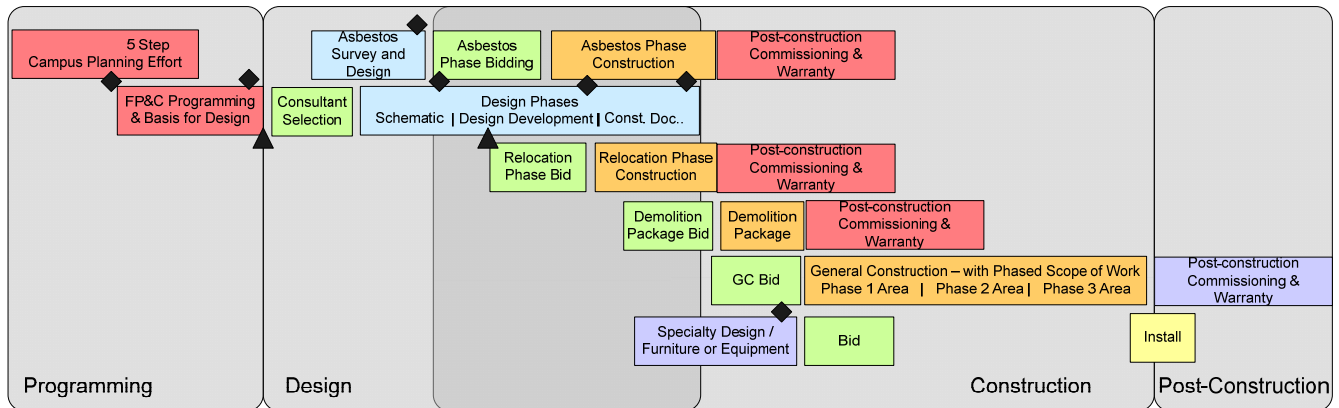 5 Step
Campus Planning Effort
Asbestos
Survey and
Design
Asbestos
Phase Bidding
Asbestos Phase
Construction
Post-construction
Commissioning &
Warranty
FP&C Programming
& Basis for Design
Consultant
Selection
Design Phases
Schematic | Design Development | Const. Doc..
Relocation
Phase Bid
Relocation Phase
Construction
Post-construction
Commissioning &
Warranty
Demolition
Package Bid
Demolition
Package
Post-construction
Commissioning &
Warranty
GC Bid
General Construction – with Phased Scope of Work
Phase 1 Area | Phase 2 Area | Phase 3 Area
Post-construction
Commissioning &
Warranty
Specialty Design /
Furniture or Equipment
Bid
Install
Programming
Design
Construction
Post-Construction